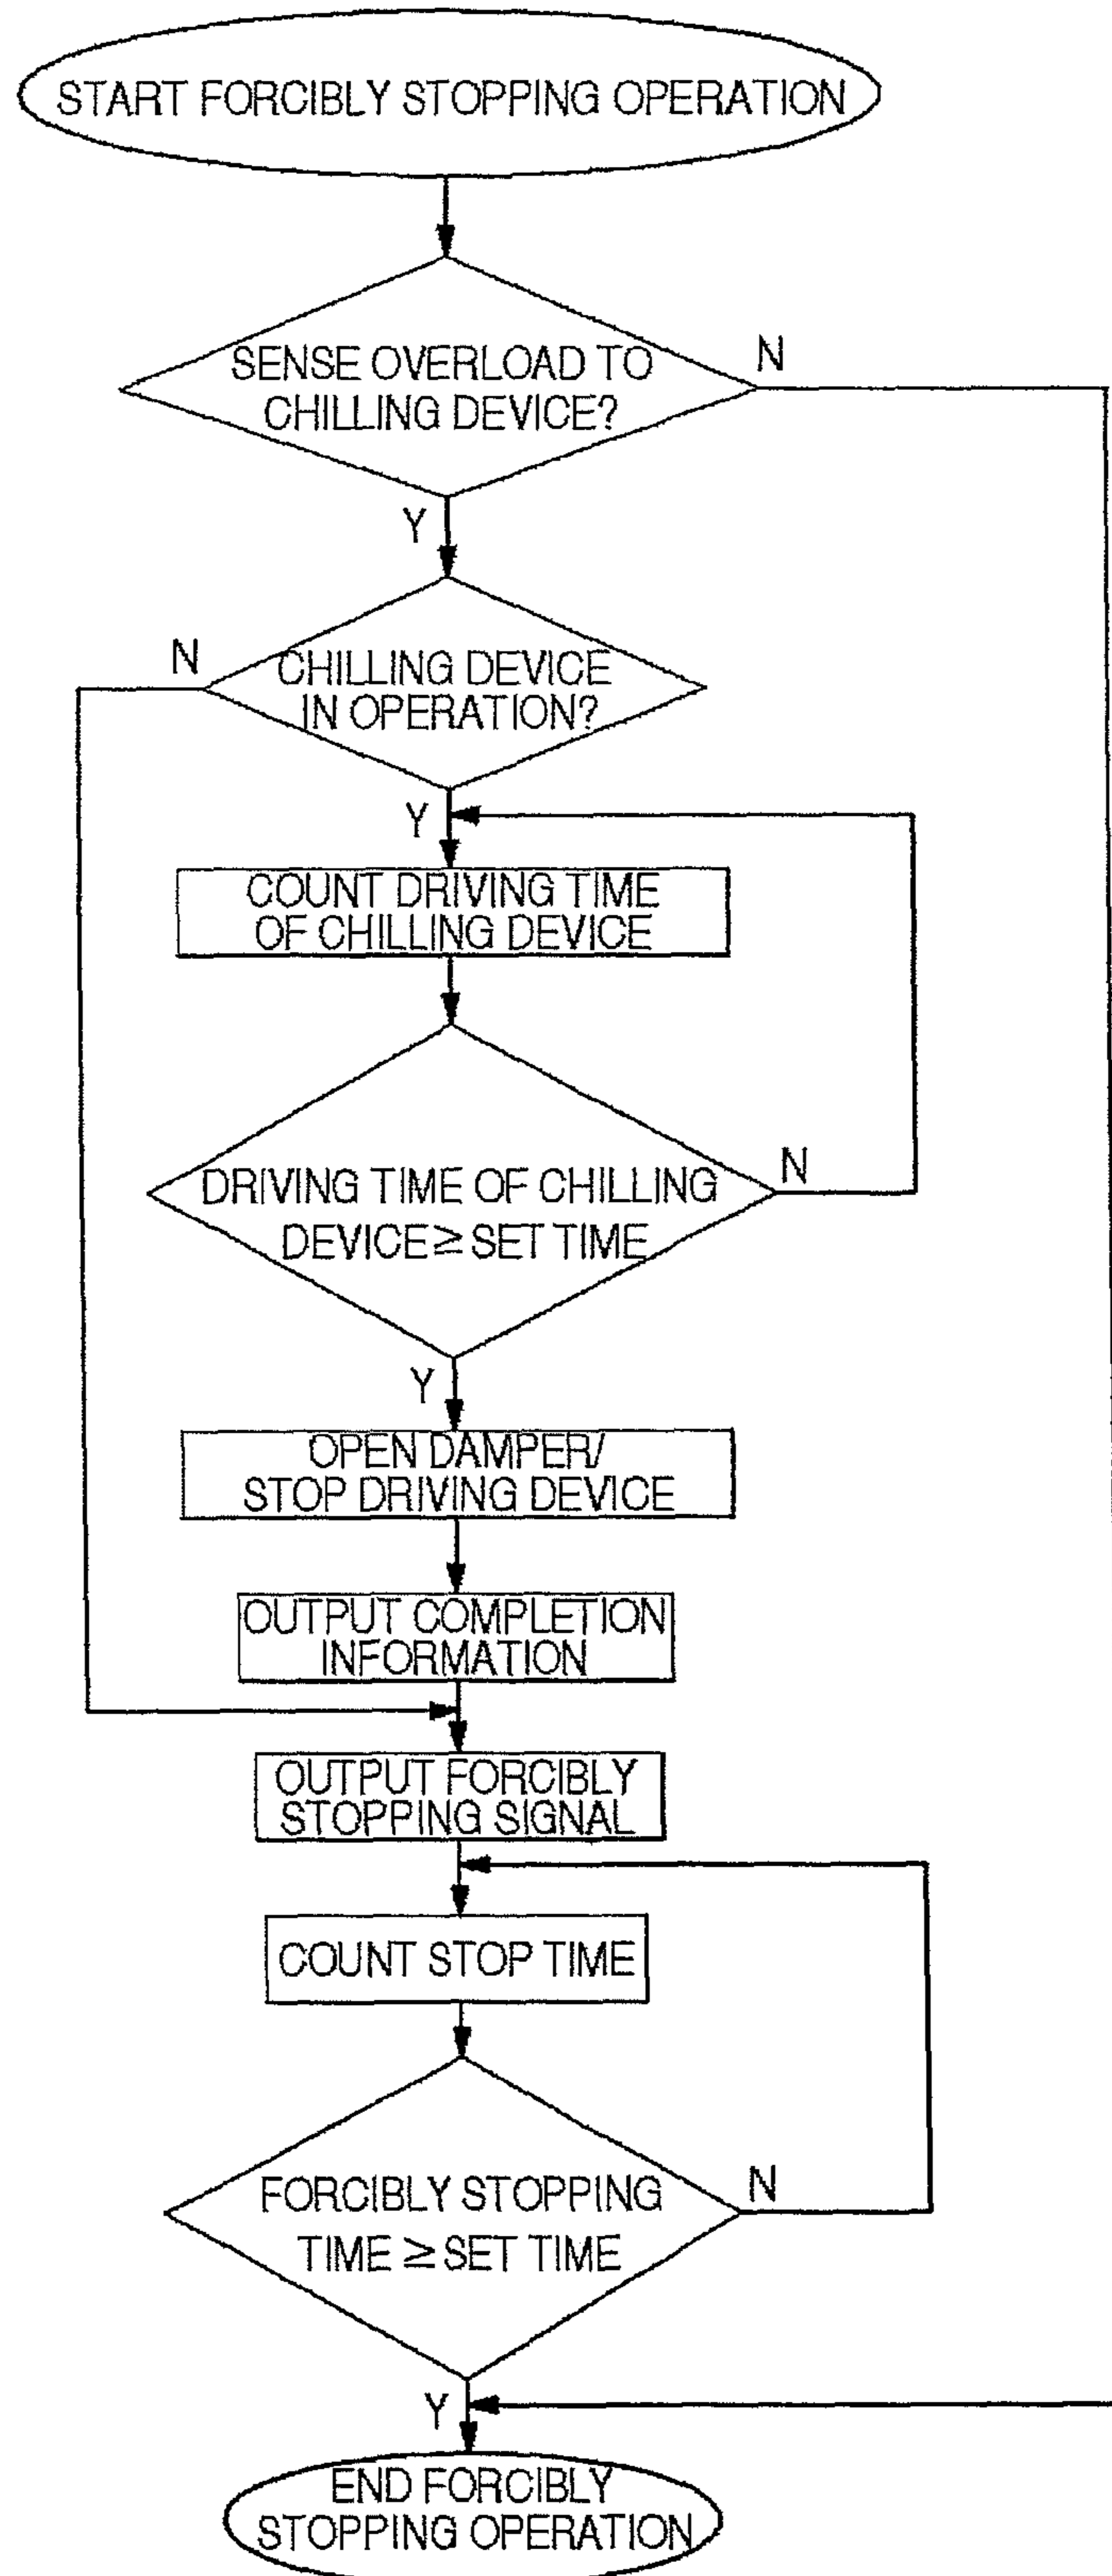 START FORCIBLY STOPPING OPERATION
SENSE OVERLOAD TO
CHILLING DEVICE?
N
Y
N
CHILLING DEVICE
IN OPERATION?
Y
COUNT DRIVING TIME
OF CHILLING DEVICE
DRIVING TIME OF CHILLING
DEVICE≥SET TIME
N
Y
OPEN DAMPER/
STOP DRIVING DEVICE
OUTPUT COMPLETION
INFORMATION
OUTPUT FORCIBLY
STOPPING SIGNAL
COUNT STOP TIME
FORCIBLY STOPPING
TIME ≥SET TIME
N
Y
END FORCIBLY
STOPPING OPERATION